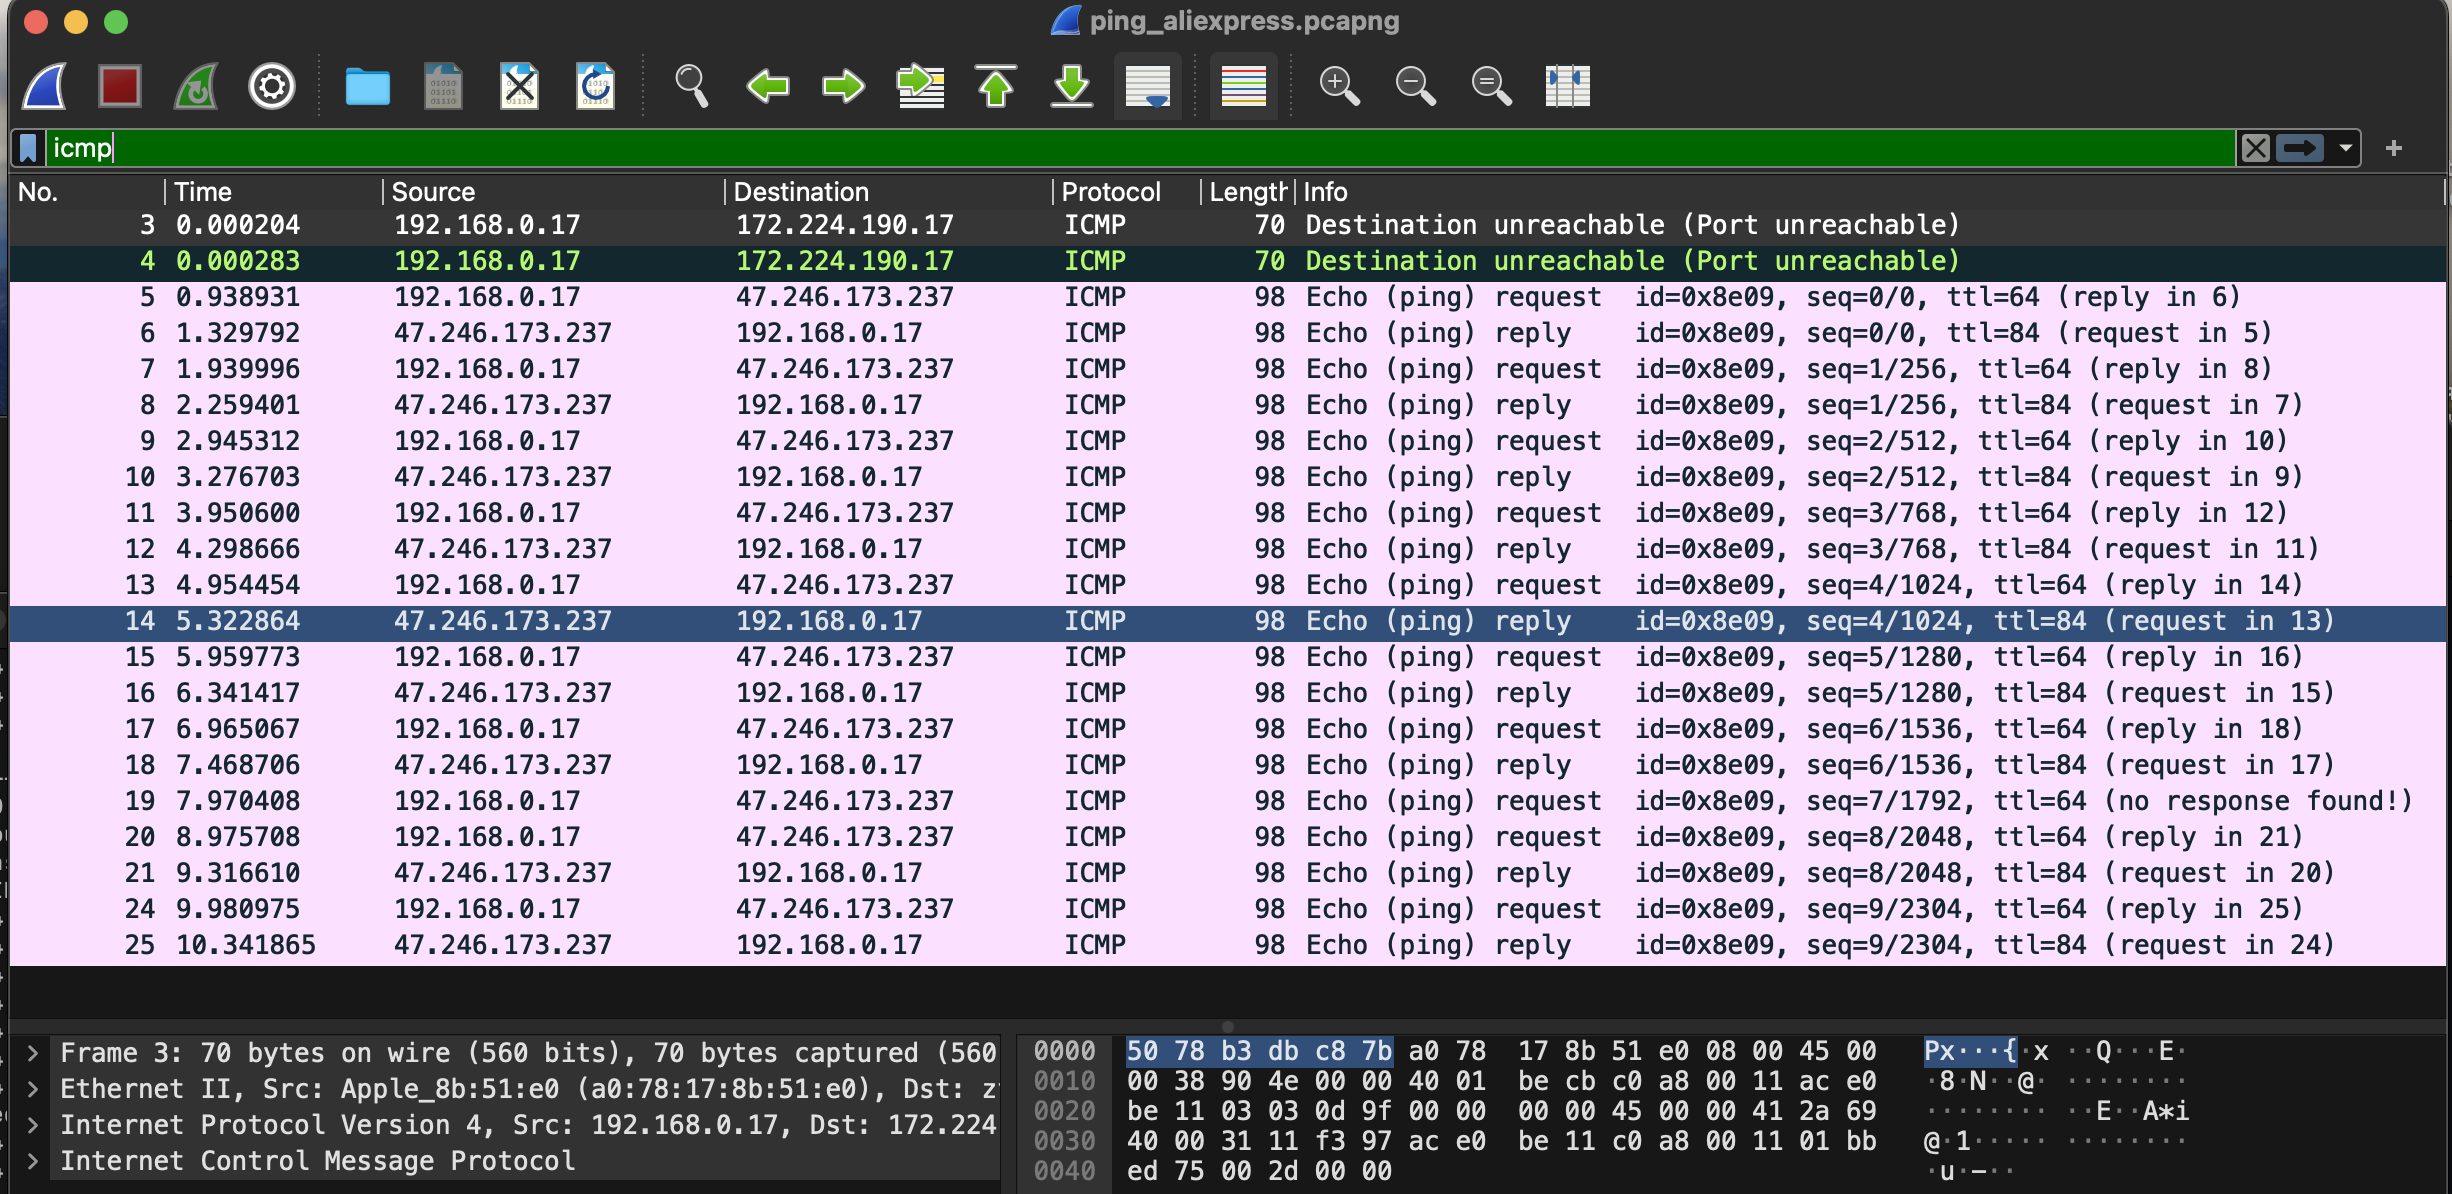 ping_aliexpress.pcapng
icmp
No. Time Source Destination Protocol Length Info
3 0.000204 192.168.0.17 172.224.190.17 ICMP 70 Destination unreachable (Port unreachable)
4 0.000283 192.168.0.17 172.224.190.17 ICMP 70 Destination unreachable (Port unreachable)
5 0.938931 192.168.0.17 47.246.173.237 ICMP 98 Echo (ping) request id=0x8e09, seq=0/0, ttl=64 (reply in 6)
6 1.329792 47.246.173.237 192.168.0.17 ICMP 98 Echo (ping) reply id=0x8e09, seq=0/0, ttl=84 (request in 5)
7 1.939996 192.168.0.17 47.246.173.237 ICMP 98 Echo (ping) request id=0x8e09, seq=1/256, ttl=64 (reply in 8)
8 2.259401 47.246.173.237 192.168.0.17 ICMP 98 Echo (ping) reply id=0x8e09, seq=1/256, ttl=84 (request in 7)
9 2.945312 192.168.0.17 47.246.173.237 ICMP 98 Echo (ping) request id=0x8e09, seq=2/512, ttl=64 (reply in 10)
10 3.276703 47.246.173.237 192.168.0.17 ICMP 98 Echo (ping) reply id=0x8e09, seq=2/512, ttl=84 (request in 9)
11 3.950600 192.168.0.17 47.246.173.237 ICMP 98 Echo (ping) request id=0x8e09, seq=3/768, ttl=64 (reply in 12)
12 4.298666 47.246.173.237 192.168.0.17 ICMP 98 Echo (ping) reply id=0x8e09, seq=3/768, ttl=84 (request in 11)
13 4.954454 192.168.0.17 47.246.173.237 ICMP 98 Echo (ping) request id=0x8e09, seq=4/1024, ttl=64 (reply in 14)
14 5.322864 47.246.173.237 192.168.0.17 ICMP 98 Echo (ping) reply id=0x8e09, seq=4/1024, ttl=84 (request in 13)
15 5.959773 192.168.0.17 47.246.173.237 ICMP 98 Echo (ping) request id=0x8e09, seq=5/1280, ttl=64 (reply in 16)
16 6.341417 47.246.173.237 192.168.0.17 ICMP 98 Echo (ping) reply id=0x8e09, seq=5/1280, ttl=84 (request in 15)
17 6.965067 192.168.0.17 47.246.173.237 ICMP 98 Echo (ping) request id=0x8e09, seq=6/1536, ttl=64 (reply in 18)
18 7.468706 47.246.173.237 192.168.0.17 ICMP 98 Echo (ping) reply id=0x8e09, seq=6/1536, ttl=84 (request in 17)
19 7.970408 192.168.0.17 47.246.173.237 ICMP 98 Echo (ping) request id=0x8e09, seq=7/1792, ttl=64 (no response found!)
20 8.975708 192.168.0.17 47.246.173.237 ICMP 98 Echo (ping) request id=0x8e09, seq=8/2048, ttl=64 (reply in 21)
21 9.316610 47.246.173.237 192.168.0.17 ICMP 98 Echo (ping) reply id=0x8e09, seq=8/2048, ttl=84 (request in 20)
24 9.980975 192.168.0.17 47.246.173.237 ICMP 98 Echo (ping) request id=0x8e09, seq=9/2304, ttl=64 (reply in 25)
25 10.341865 47.246.173.237 192.168.0.17 ICMP 98 Echo (ping) reply id=0x8e09, seq=9/2304, ttl=84 (request in 24)
Frame 3: 70 bytes on wire (560 bits), 70 bytes captured (560
Ethernet II, Src: Apple_8b:51:e0 (a0:78:17:8b:51:e0), Dst: z
Internet Protocol Version 4, Src: 192.168.0.17, Dst: 172.224
Internet Control Message Protocol
0000 50 78 b3 db c8 7b a0 78 17 8b 51 e0 08 00 45 00 Px···{·x ··Q···E·
0010 00 38 90 4e 00 00 40 01 be cb c0 a8 00 11 ac e0 ·8·N··@· ········
0020 be 11 03 03 0d 9f 00 00 00 00 45 00 00 41 2a 69 ········ ··E··A*i
0030 40 00 31 11 f3 97 ac e0 be 11 c0 a8 00 11 01 bb @·1····· ········
0040 ed 75 00 2d 00 00 ·u·-··